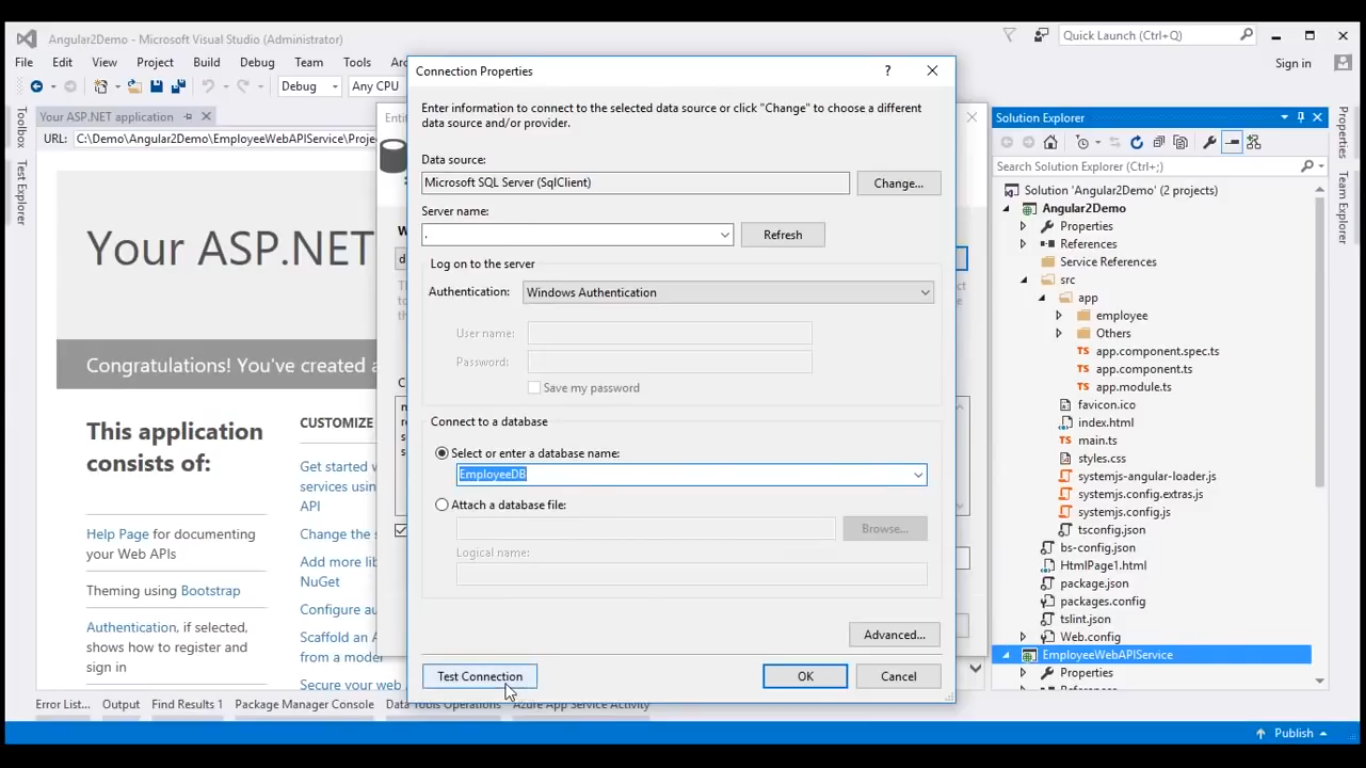 Angular2Demo - Microsoft Visual Studio (Administrator)
Quick Launch (Ctrl+Q)
File Edit View Project Build Debug Team Tools
Sign in
Debug
Any CPU
Toolbox
Test Explorer
Your ASP.NET application
URL: C:\Demo\Angular2Demo\EmployeeWebAPIService\Projec
Your ASP.NET
Congratulations! You've created a
This application
consists of:
Help Page for documenting
your Web APIs
Theming using Bootstrap
Authentication, if selected,
shows how to register and
sign in
CUSTOMIZE
Get started w
services using
API
Change the s
Add more lib
NuGet
Configure au
Scaffold an A
from a model
Secure your web
Connection Properties
?
Enter information to connect to the selected data source or click "Change" to choose a different
data source and/or provider.
Data source:
Microsoft SQL Server (SqlClient)
Change...
Server name:
.
Refresh
Log on to the server
Authentication: Windows Authentication
User name:
Password:
Save my password
Connect to a database
Select or enter a database name:
EmployeeDB
Attach a database file:
Browse...
Logical name:
Advanced...
Test Connection
OK
Cancel
Solution Explorer
Search Solution Explorer (Ctrl+;)
Solution 'Angular2Demo' (2 projects)
Angular2Demo
Properties
References
Service References
src
app
employee
Others
TS app.component.spec.ts
TS app.component.ts
TS app.module.ts
favicon.ico
index.html
TS main.ts
styles.css
systemjs-angular-loader.js
systemjs.config.extras.js
systemjs.config.js
tsconfig.json
bs-config.json
HtmlPage1.html
package.json
packages.config
tslint.json
Web.config
EmployeeWebAPIService
Properties
Properties
Team Explorer
Error List... Output Find Results 1 Package Manager Console Data Tools Operations Azure App Service Activity
Publish